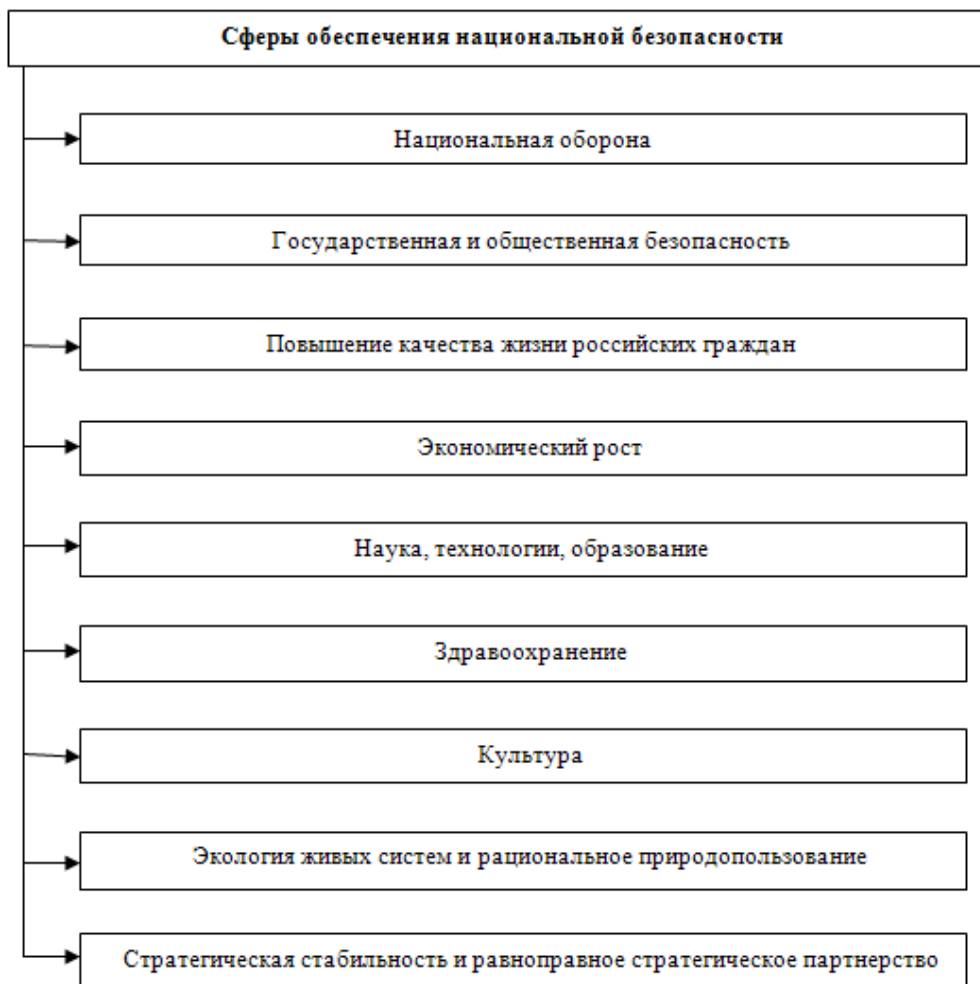 Сферы обеспечения национальной безопасности
Национальная оборона
Государственная и общественная безопасность
Повышение качества жизни российских граждан
Экономический рост
Наука, технологии, образование
Здравоохранение
Культура
Экология живых систем и рациональное природопользование
Стратегическая стабильность и равноправное стратегическое партнерство